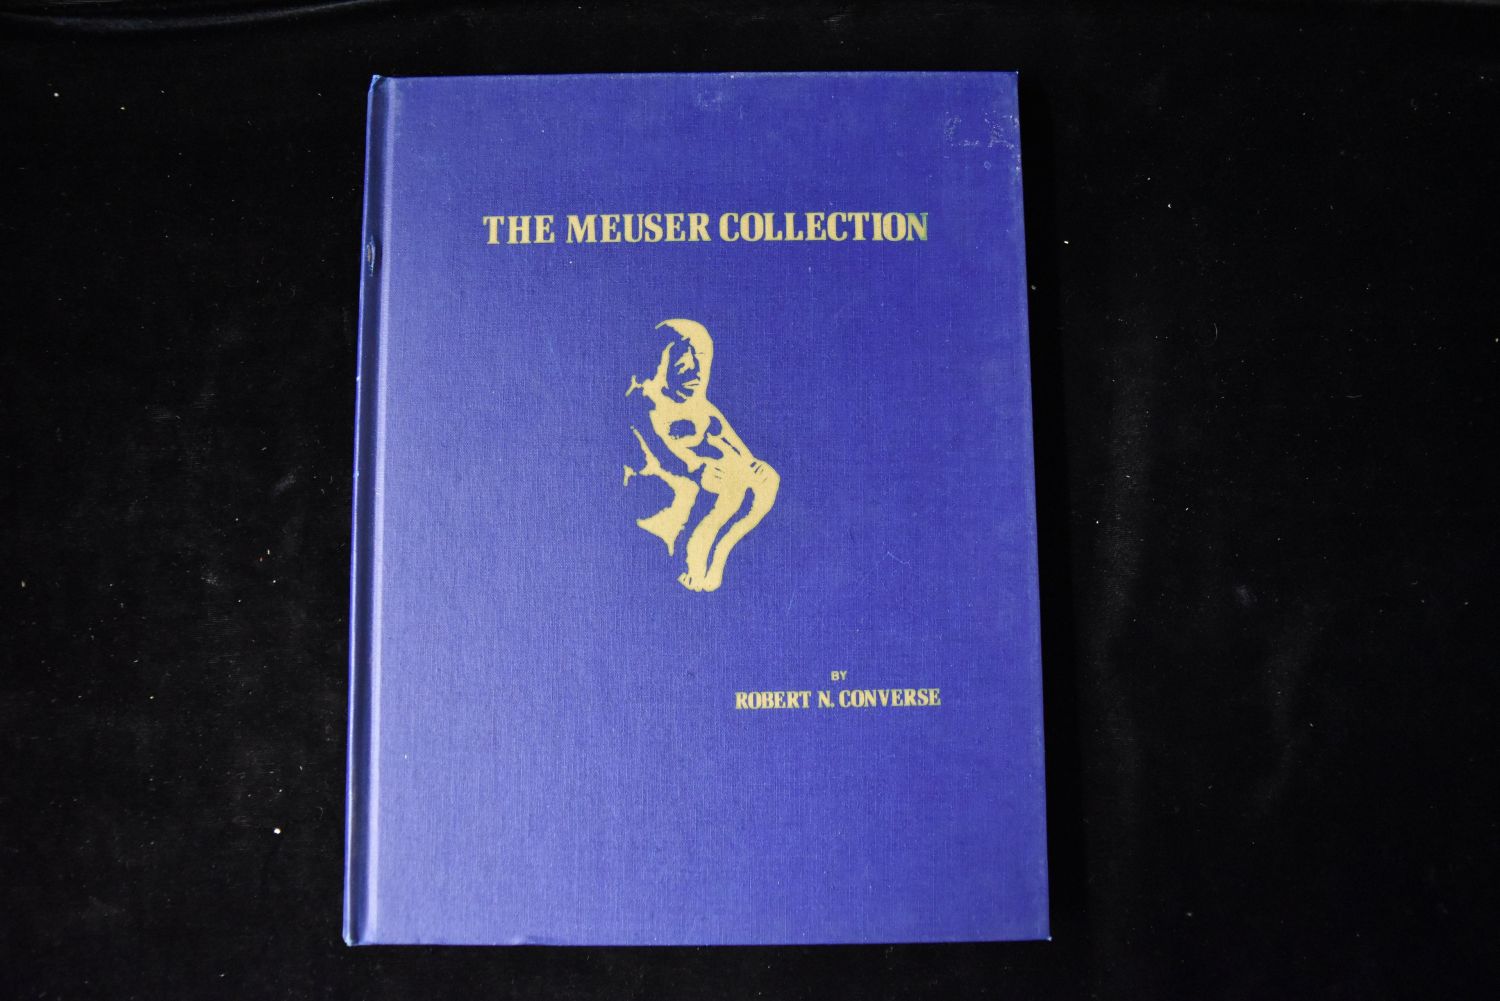 THE MEUSER COLLECTION
BY
ROBERT N. CONVERSE